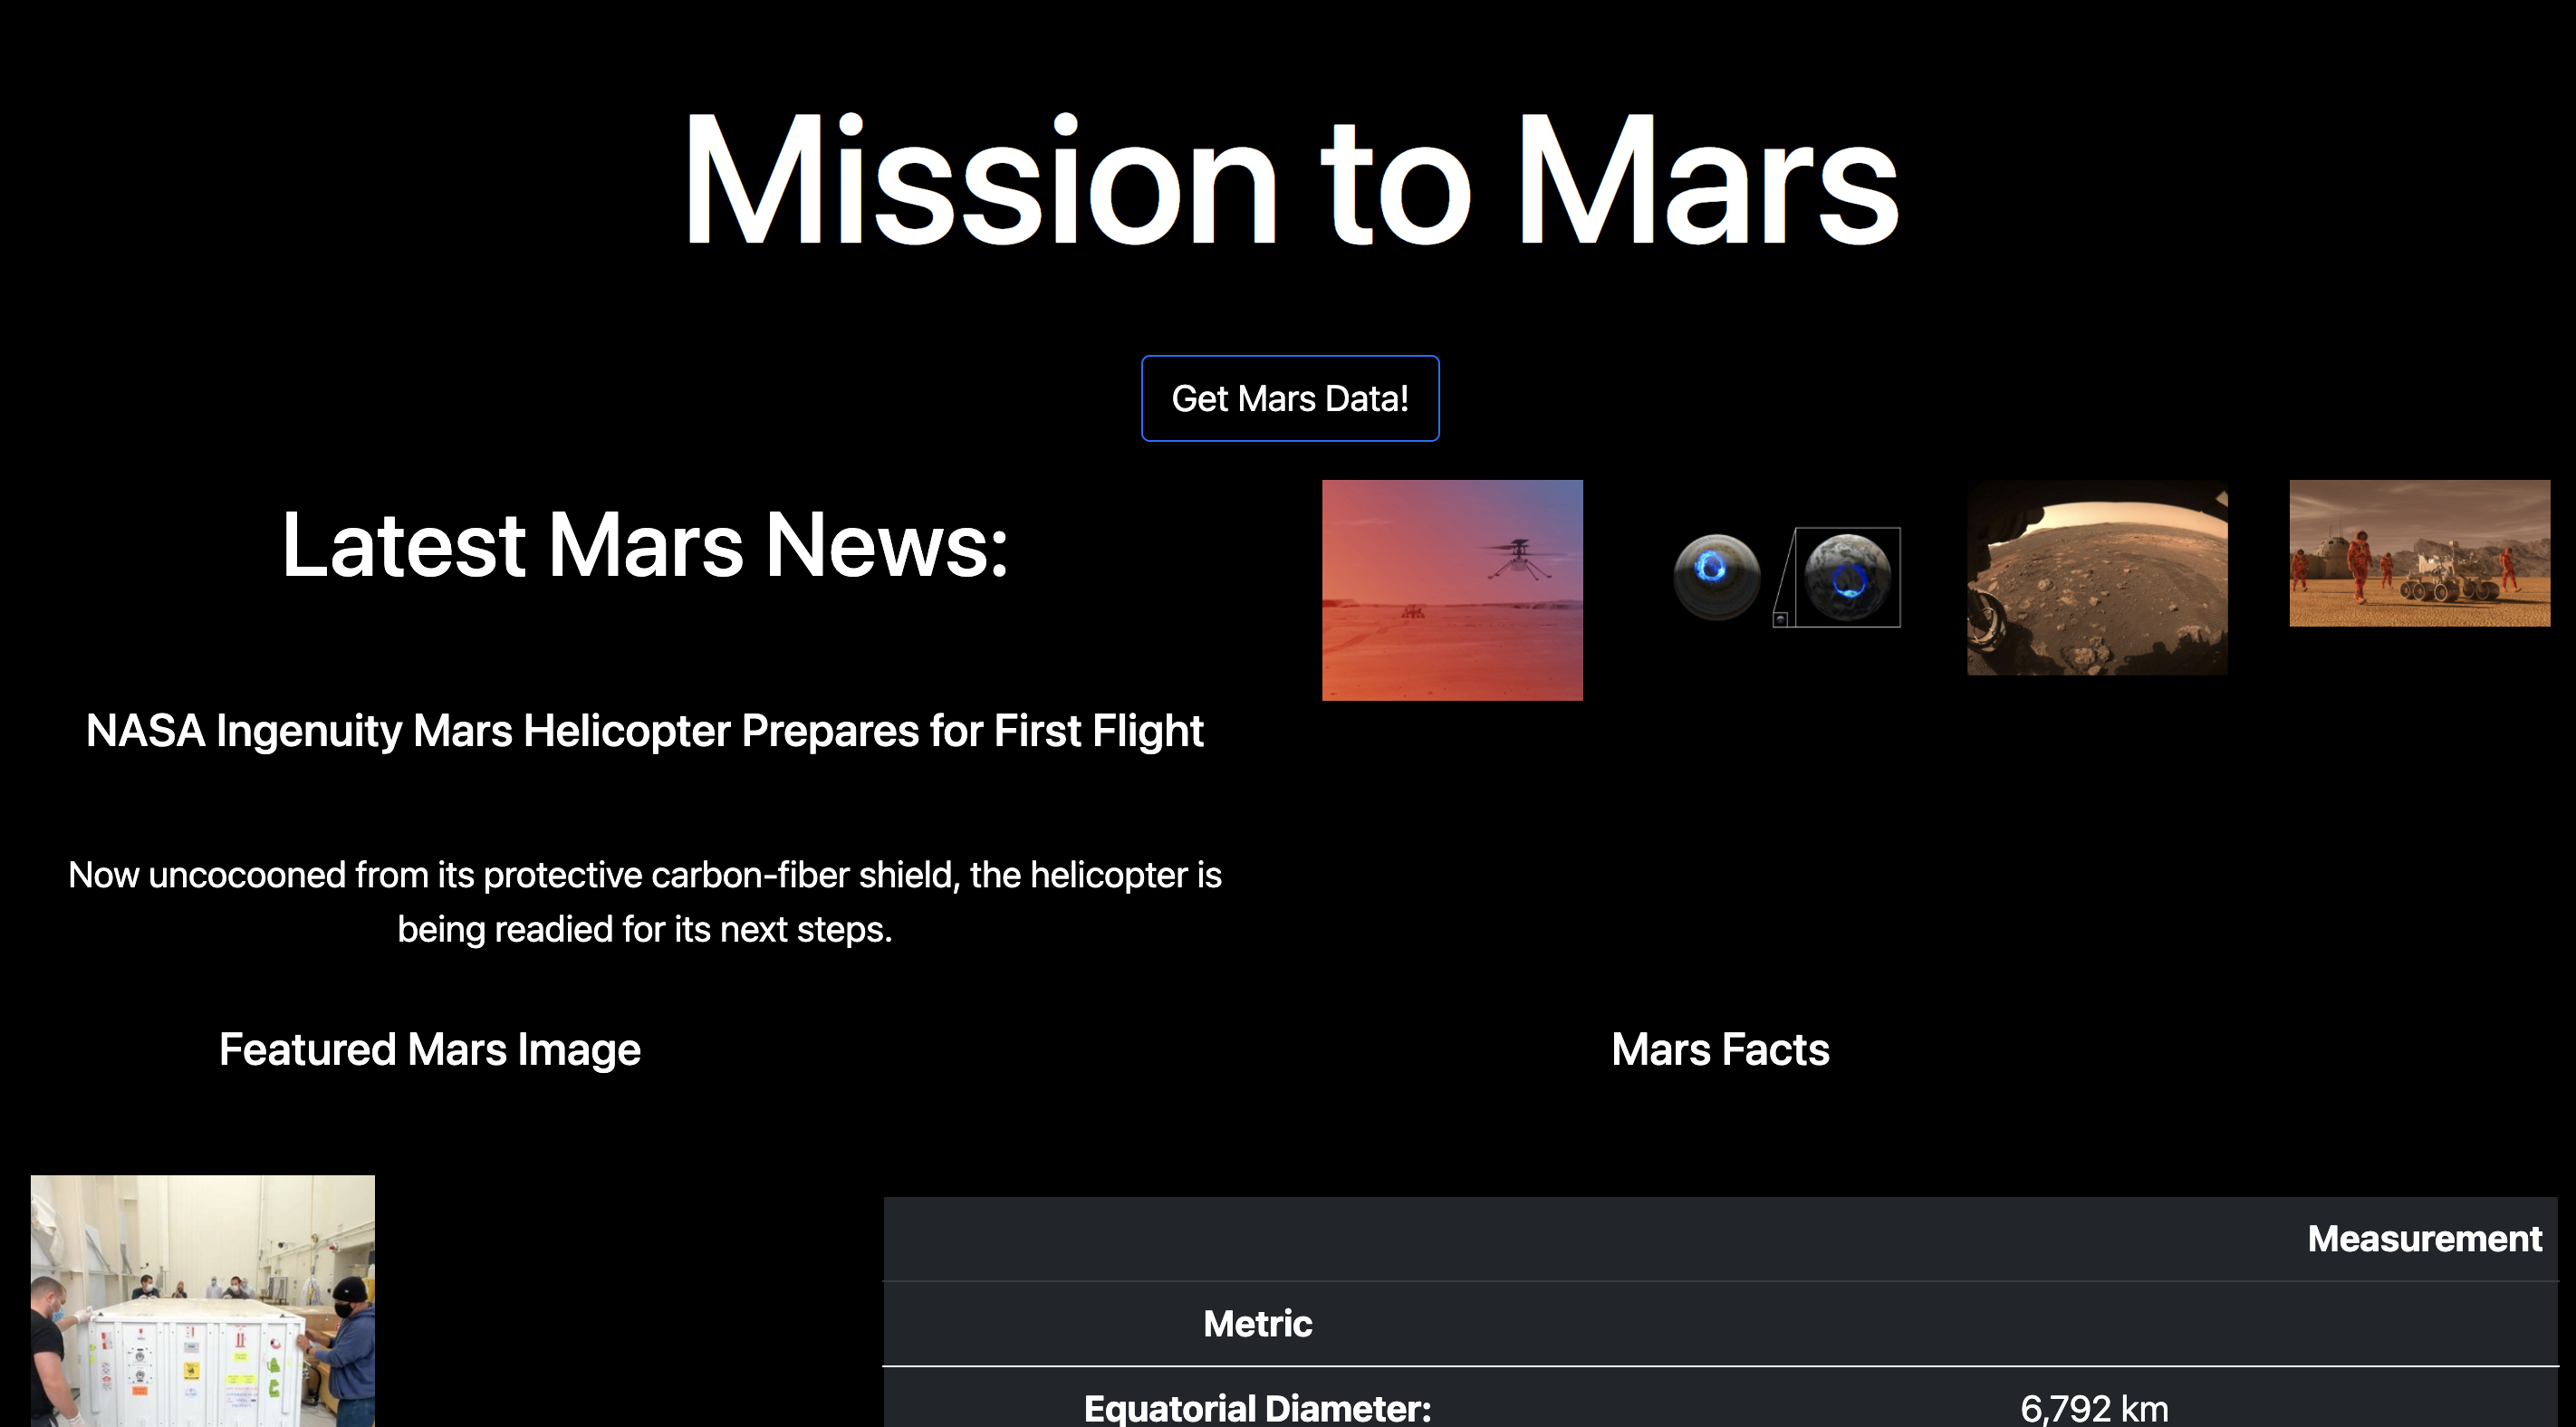 Mission to Mars
Get Mars Data!
Latest Mars News:
NASA Ingenuity Mars Helicopter Prepares for First Flight
Now uncocooned from its protective carbon-fiber shield, the helicopter is
being readied for its next steps.
Featured Mars Image
Mars Facts
Measurement
Metric
Equatorial Diameter: 6,792 km